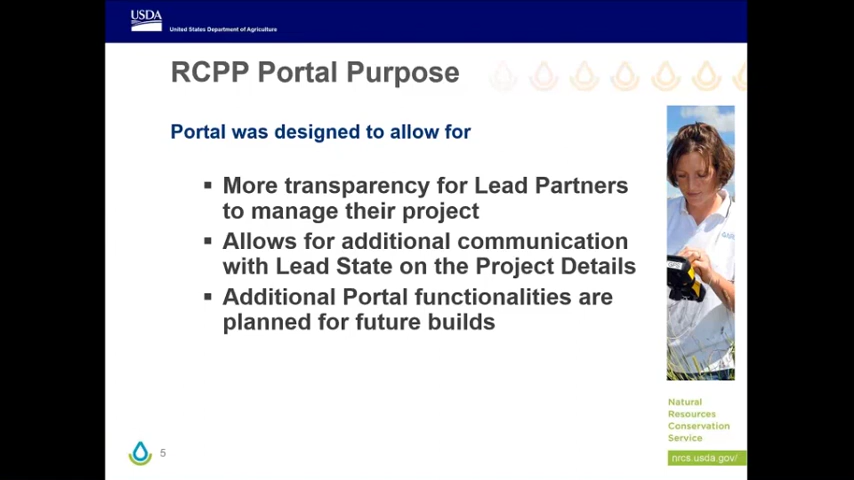 USDA
United States Department of Agriculture
RCPP Portal Purpose
Portal was designed to allow for
▪ More transparency for Lead Partners
to manage their project
▪ Allows for additional communication
with Lead State on the Project Details
▪ Additional Portal functionalities are
planned for future builds
Natural
Resources
Conservation
Service
nrcs.usda.gov/
5